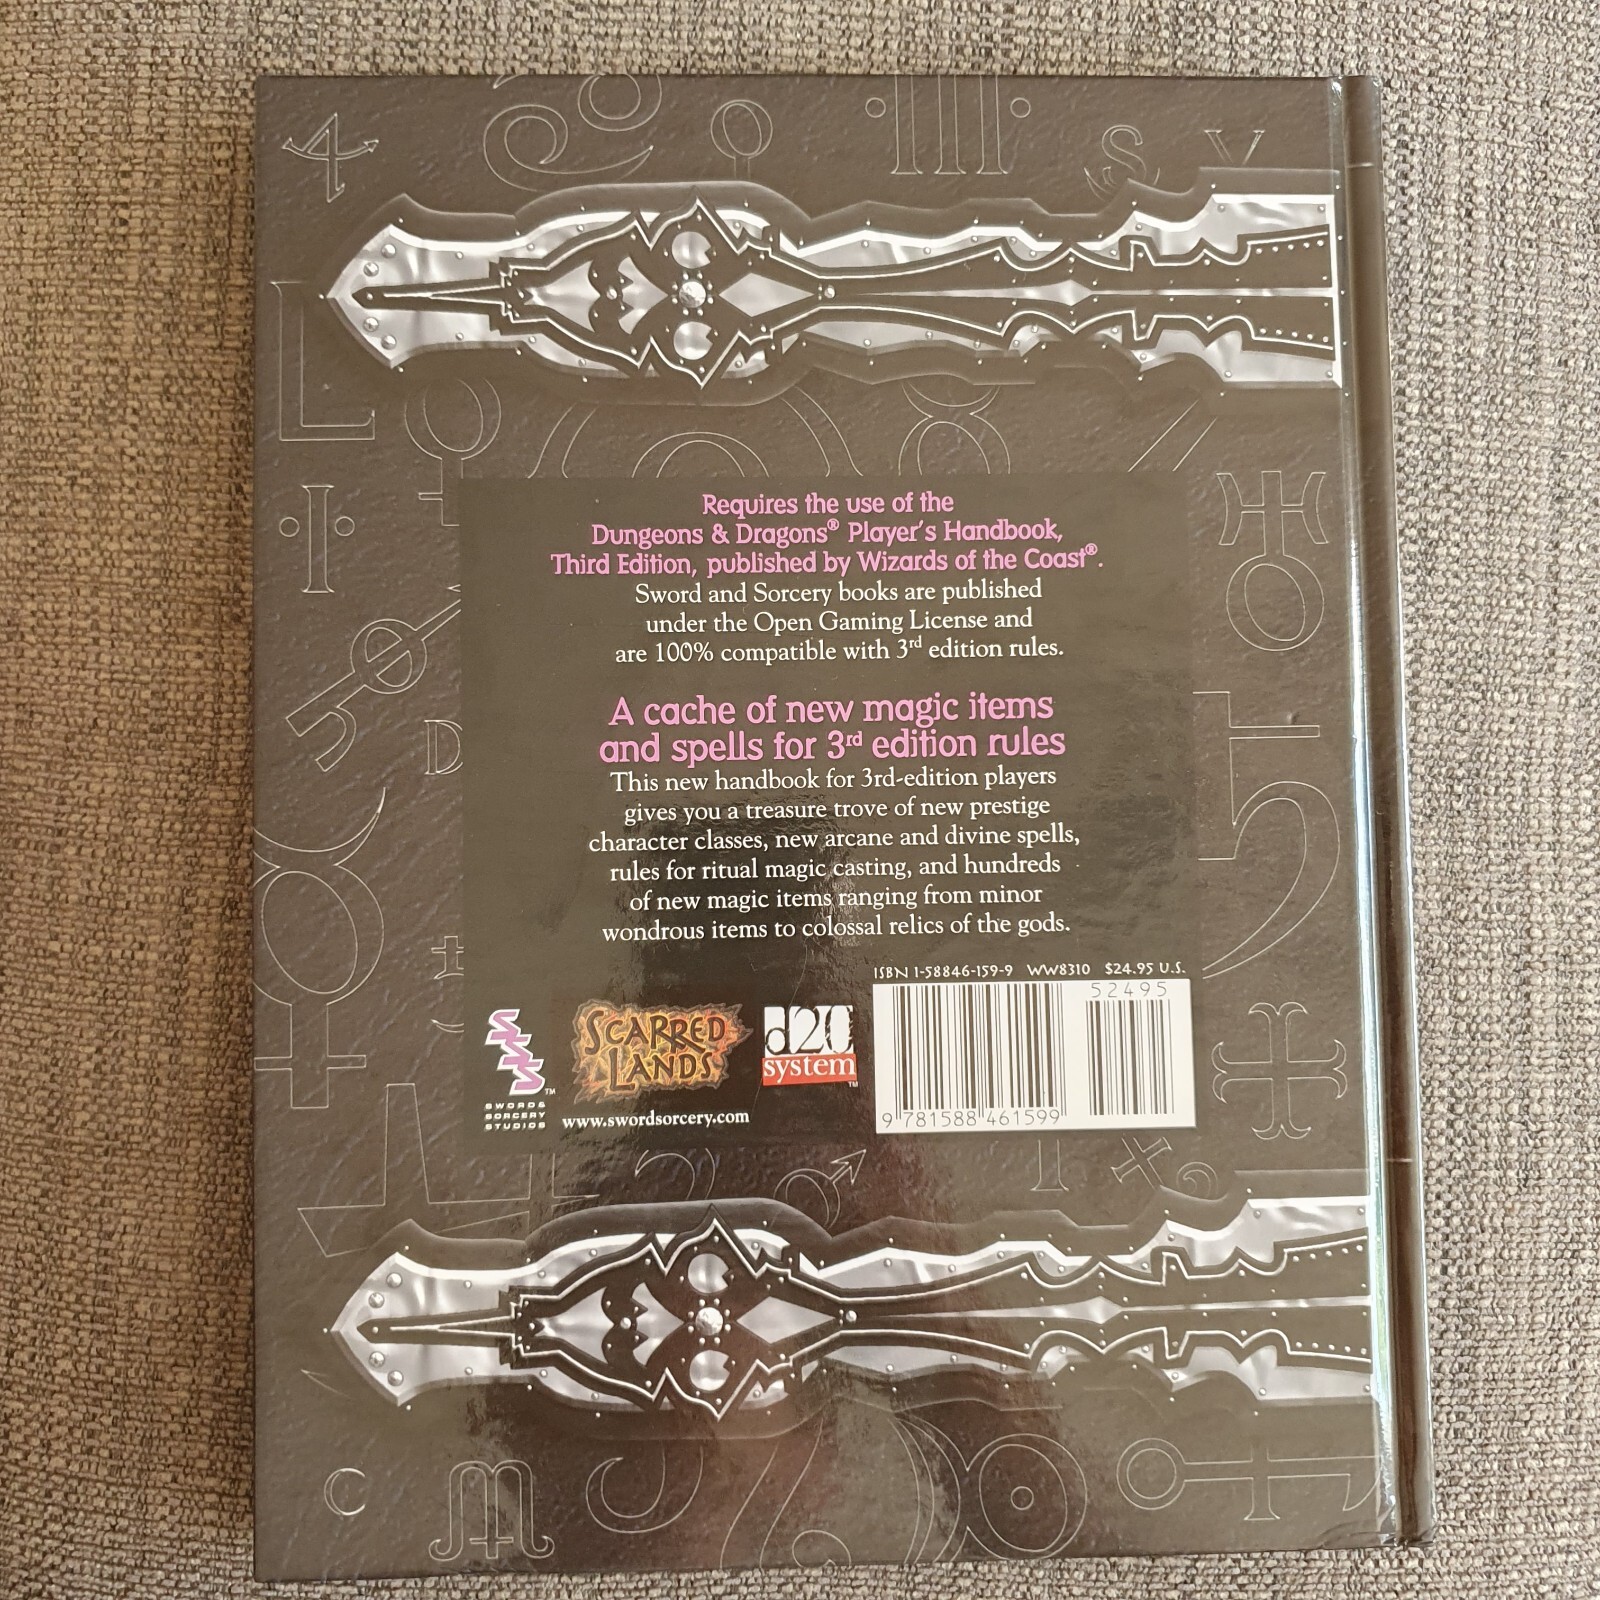 Requires the use of the
Dungeons & Dragons® Player's Handbook,
Third Edition, published by Wizards of the Coast®.
Sword and Sorcery books are published
under the Open Gaming License and
are 100% compatible with 3rd edition rules.
A cache of new magic items
and spells for 3rd edition rules
This new handbook for 3rd-edition players
gives you a treasure trove of new prestige
character classes, new arcane and divine spells,
rules for ritual magic casting, and hundreds
of new magic items ranging from minor
wondrous items to colossal relics of the gods.
ISBN 1-58846-159-9 WW8310 $24.95 U.S.
52495
9 781588 461599
SSS™
SWORD &
SORCERY
STUDIOS
SCARRED
LANDS
www.swordsorcery.com
d20
system™